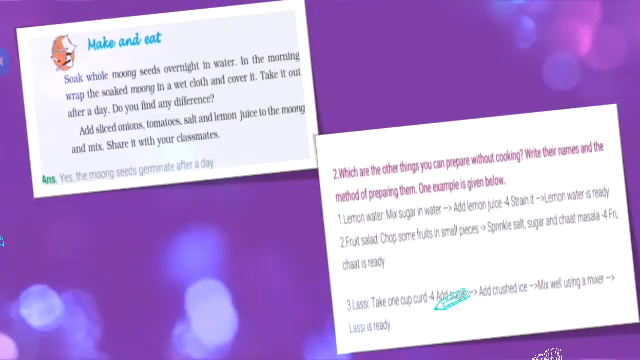 Make and eat
Soak whole moong seeds overnight in water. In the morning
wrap the soaked moong in a wet cloth and cover it. Take it out
after a day. Do you find any difference?
Add sliced onions, tomatoes, salt and lemon juice to the moong
and mix. Share it with your classmates.
Ans. Yes, the moong seeds germinate after a day.
2.Which are the other things you can prepare without cooking? Write their names and the
method of preparing them. One example is given below.
1.Lemon water: Mix sugar in water —> Add lemon juice -4 Strain it —>Lemon water is ready
2.Fruit salad: Chop some fruits in small pieces -> Sprinkle salt, sugar and chaat masala -4 Fru
chaat is ready
3.Lassi: Take one cup curd -4 Add sugar —> Add crushed ice —>Mix well using a mixer —>
Lassi is ready.